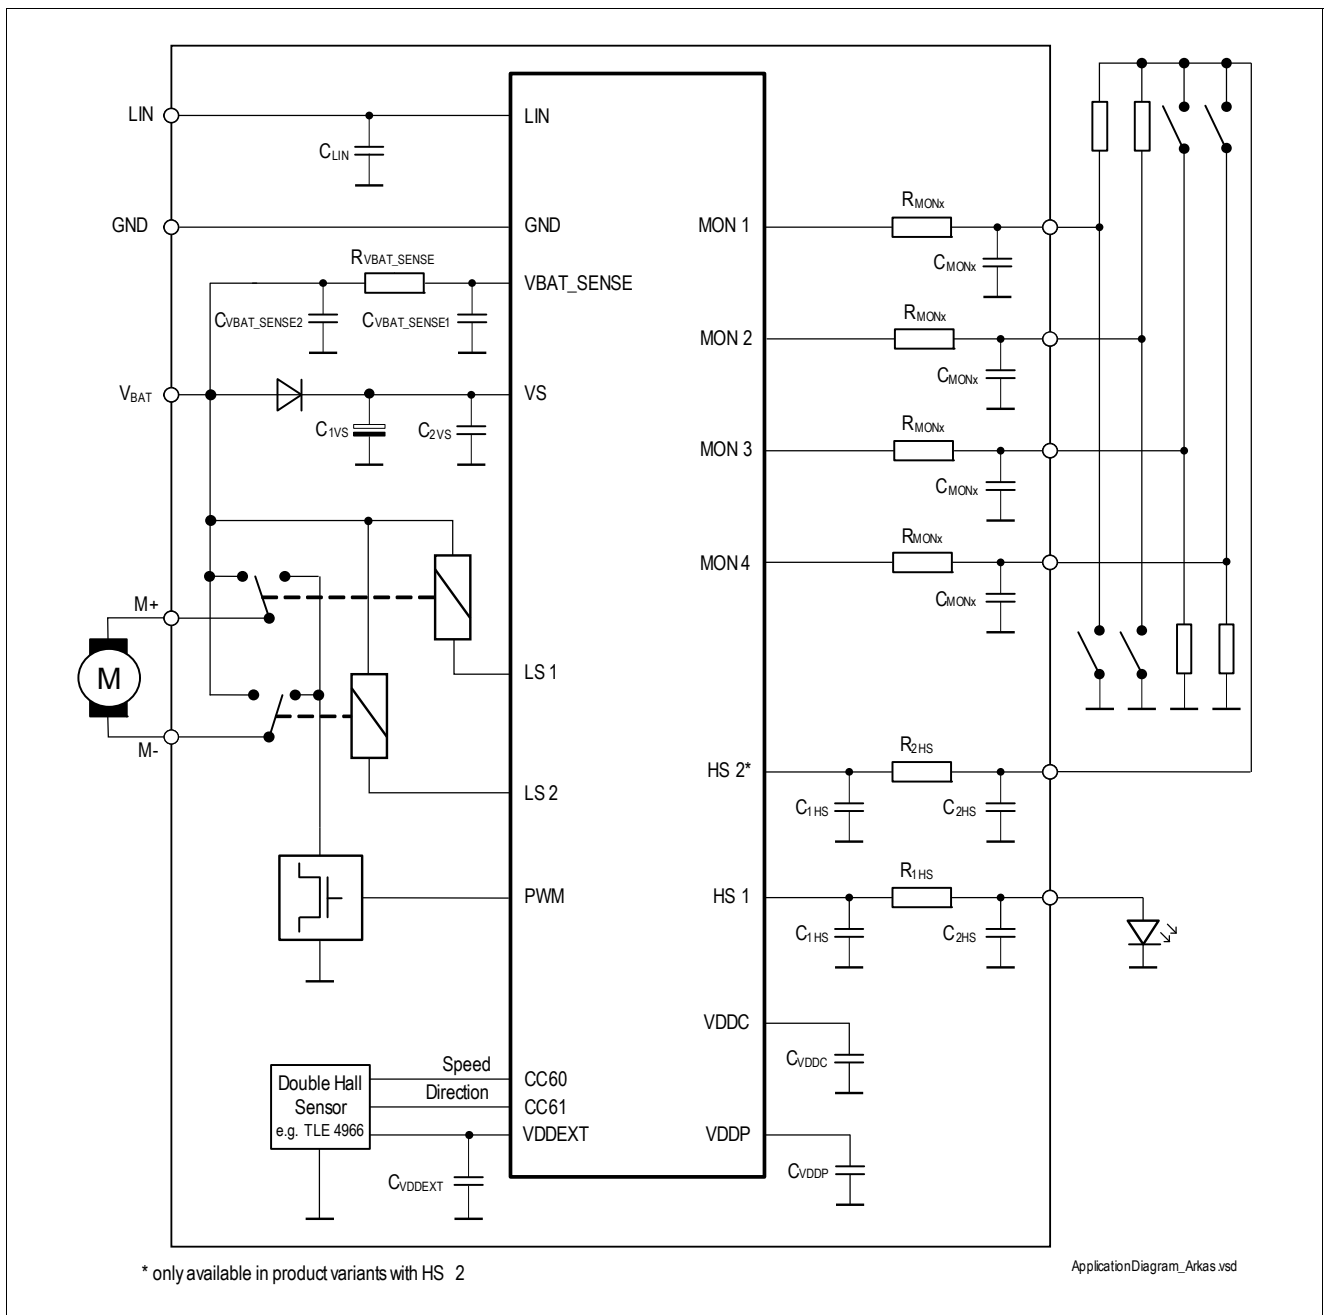 LIN
LIN
CLIN
GND
GND
MON 1
RMONx
CMONx
RVBAT_SENSE
VBAT_SENSE
CVBAT_SENSE2
CVBAT_SENSE1
MON 2
RMONx
CMONx
VBAT
VS
C1VS
C2VS
MON 3
RMONx
CMONx
MON 4
RMONx
CMONx
M+
M
M-
LS 1
LS 2
HS 2*
R2HS
C1HS
C2HS
PWM
HS 1
R1HS
C1HS
C2HS
VDDC
CVDDC
Double Hall
Sensor
e.g. TLE 4966
Speed
Direction
CC60
CC61
VDDEXT
CVDDEXT
VDDP
CVDDP
* only available in product variants with HS 2
ApplicationDiagram_Arkas.vsd